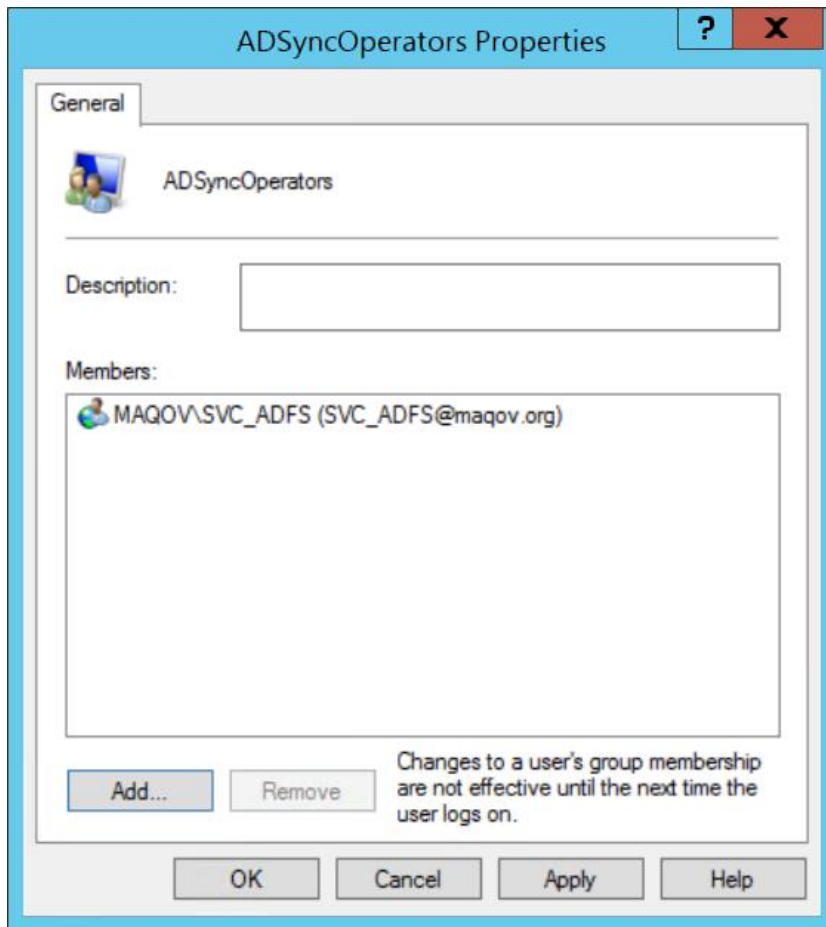 ADSyncOperators Properties
?
X
General
ADSyncOperators
Description:
Members:
MAQOV\SVC_ADFS (SVC_ADFS@maqov.org)
Add...
Remove
Changes to a user's group membership
are not effective until the next time the
user logs on.
OK
Cancel
Apply
Help